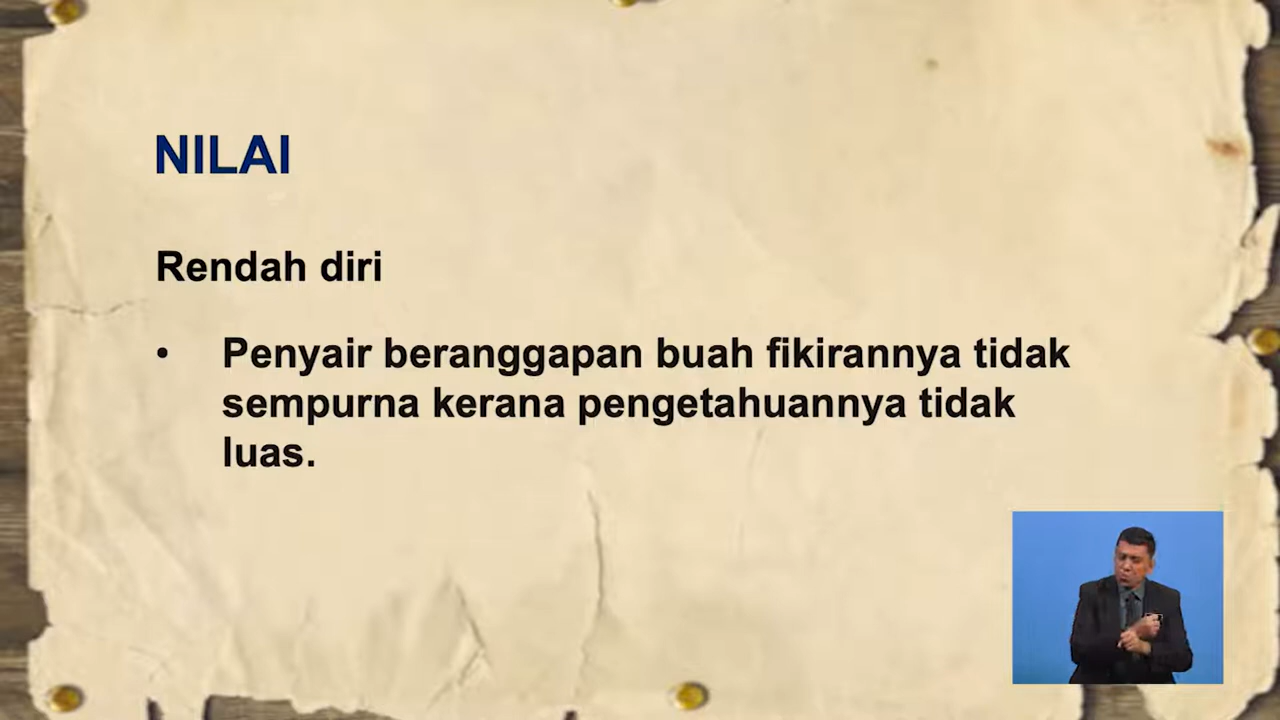 NILAI
Rendah diri
• Penyair beranggapan buah fikirannya tidak
sempurna kerana pengetahuannya tidak
luas.